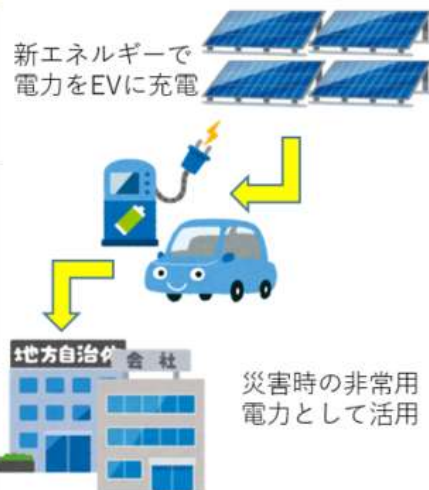 新エネルギーで
電力をEVに充電
地方自治体
会社
災害時の非常用
電力として活用